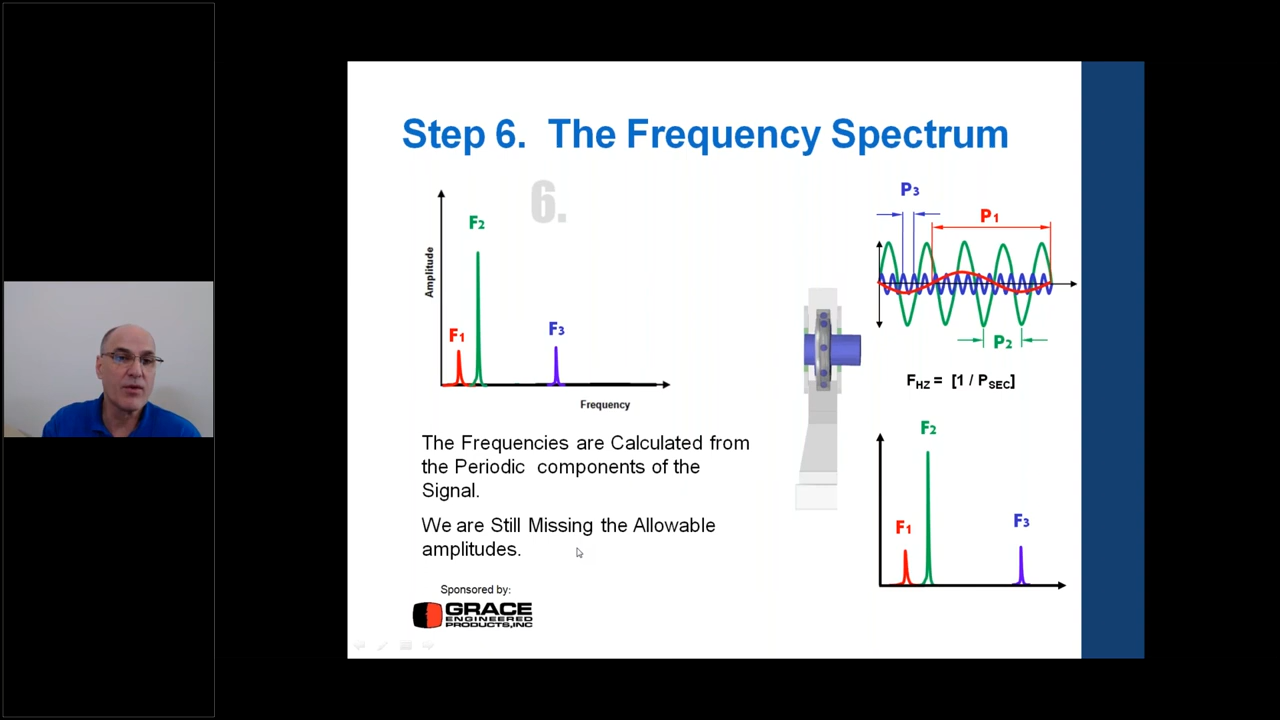 Step 6. The Frequency Spectrum
6.
F2
Amplitude
F1
F3
Frequency
The Frequencies are Calculated from
the Periodic components of the
Signal.
We are Still Missing the Allowable
amplitudes.
Sponsored by:
GRACE
ENGINEERED
PRODUCTS, INC
P3
P1
P2
FHZ = [1 / PSEC]
F2
F1
F3